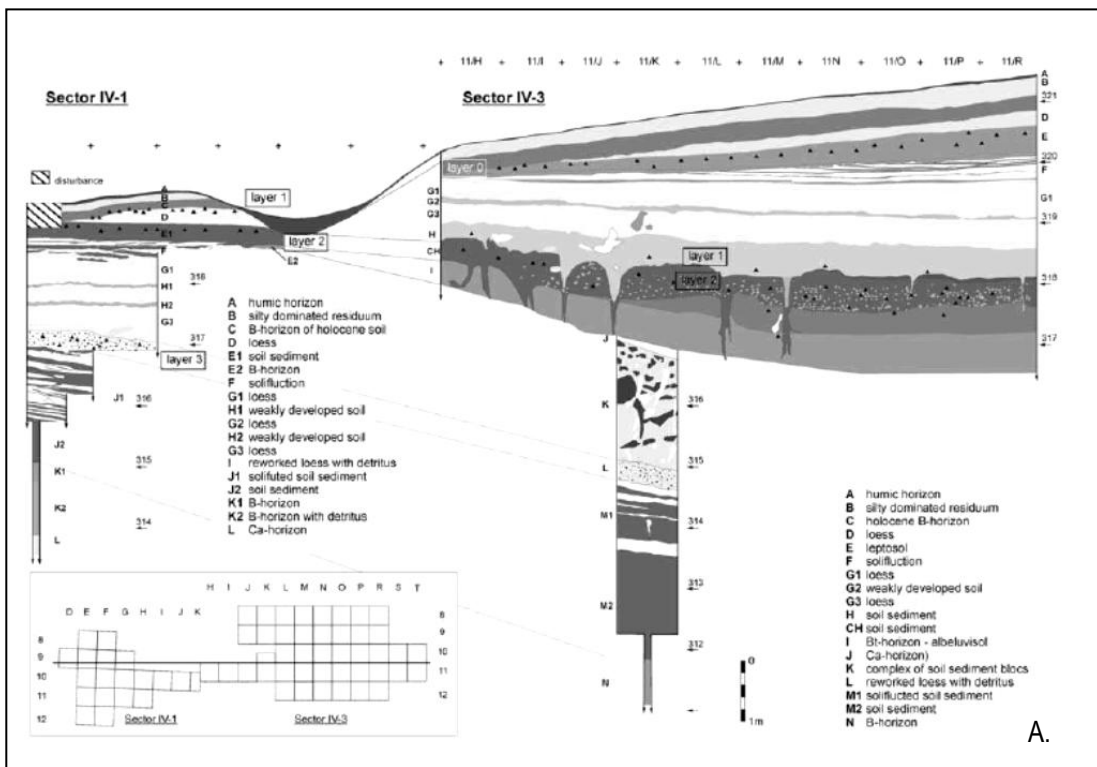 11/H 11/I 11/J 11/K 11/L 11/M 11/N 11/O 11/P 11/R
Sector IV-1
Sector IV-3
disturbance
A
B
C
D
E1
F
E2
G1
H1
H2
G3
layer 1
layer 2
layer 3
318
317
316
315
314
J1
J2
K1
K2
L
A humic horizon
B silty dominated residuum
C B-horizon of holocene soil
D loess
E1 soil sediment
E2 B-horizon
F solifluction
G1 loess
H1 weakly developed soil
G2 loess
H2 weakly developed soil
G3 loess
I reworked loess with detritus
J1 solifuted soil sediment
J2 soil sediment
K1 B-horizon
K2 B-horizon with detritus
L Ca-horizon
layer 0
G1
G2
G3
H
CH
I
layer 1
layer 2
A
B
321
D
E
320
F
G1
319
318
317
J
K
L
M1
M2
N
316
315
314
313
312
0
1m
A humic horizon
B silty dominated residuum
C holocene B-horizon
D loess
E leptosol
F solifluction
G1 loess
G2 weakly developed soil
G3 loess
H soil sediment
CH soil sediment
I Bt-horizon - albeluvisol
J Ca-horizon)
K complex of soil sediment blocs
L reworked loess with detritus
M1 soliflucted soil sediment
M2 soil sediment
N B-horizon
H I J K L M N O P R S T
D E F G H I J K
8
9
10
11
12
8
9
10
11
12
Sector IV-1
Sector IV-3
A.